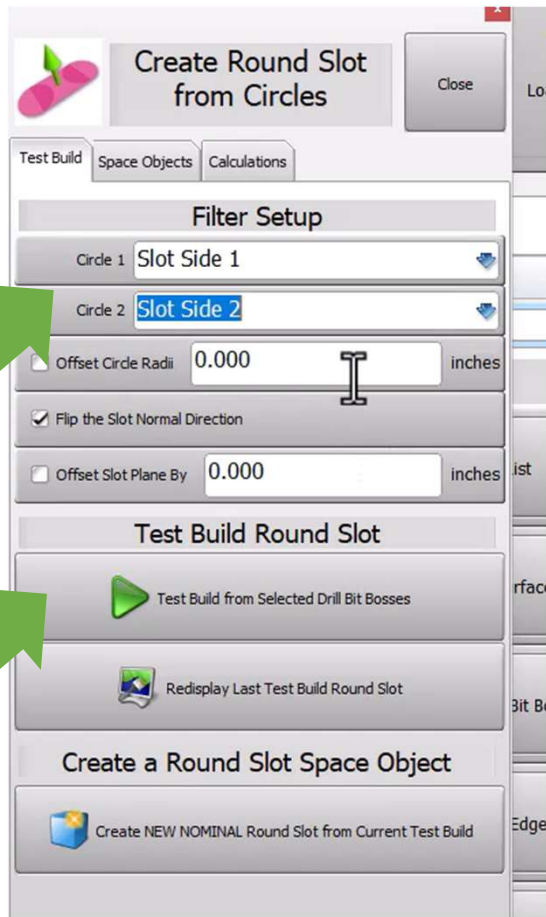 x
Create Round Slot
from Circles
Close
Lo
Test Build
Space Objects
Calculations
Filter Setup
Circle 1 Slot Side 1
Circle 2 Slot Side 2
Offset Circle Radii 0.000 inches
Flip the Slot Normal Direction
Offset Slot Plane By 0.000 inches
ist
Test Build Round Slot
Test Build from Selected Drill Bit Bosses
rfac
Redisplay Last Test Build Round Slot
Bit B
Create a Round Slot Space Object
Create NEW NOMINAL Round Slot from Current Test Build
Edge